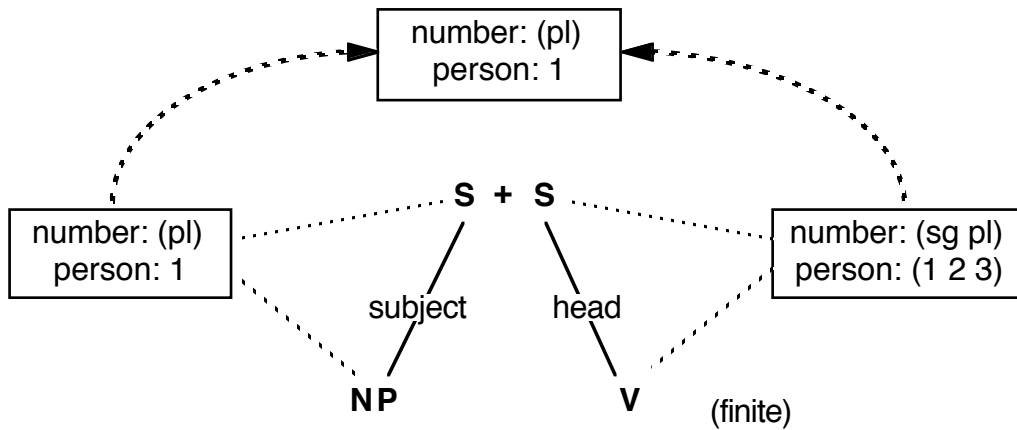 number: (pl)
person: 1
S + S
number: (pl)
person: 1
number: (sg pl)
person: (1 2 3)
subject
head
NP
V
(finite)